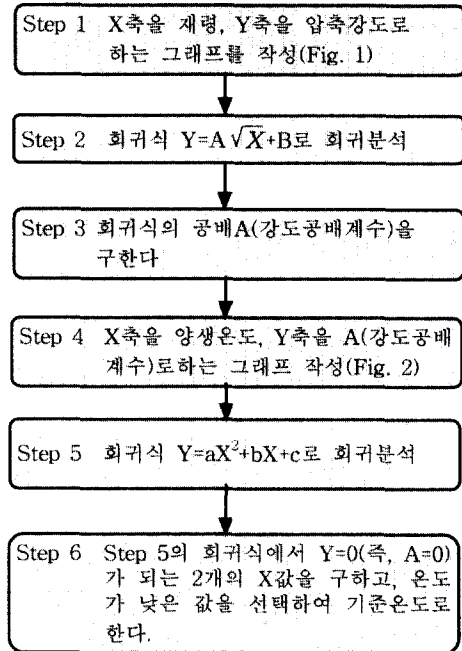 Step 1 X축을 재령, Y축을 압축강도로
하는 그래프를 작성(Fig. 1)
Step 2 회귀식 Y=A√X+B로 회귀분석
Step 3 회귀식의 공배A(강도공배계수)을
구한다
Step 4 X축을 양생온도, Y축을 A(강도공배
계수)로하는 그래프 작성(Fig. 2)
Step 5 회귀식 Y=aX²+bX+c로 회귀분석
Step 6 Step 5의 회귀식에서 Y=0(즉, A=0)
가 되는 2개의 X값을 구하고, 온도
가 낮은 값을 선택하여 기준온도로
한다.